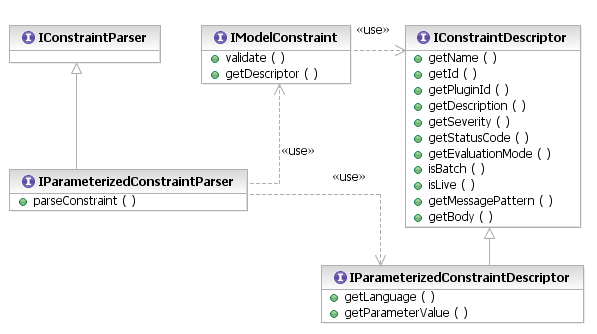 IConstraintParser
IModelConstraint
validate ( )
getDescriptor ( )
«use»
IConstraintDescriptor
getName ( )
getId ( )
getPluginId ( )
getDescription ( )
getSeverity ( )
getStatusCode ( )
getEvaluationMode ( )
isBatch ( )
isLive ( )
getMessagePattern ( )
getBody ( )
«use»
IParameterizedConstraintParser
parseConstraint ( )
«use»
IParameterizedConstraintDescriptor
getLanguage ( )
getParameterValue ( )